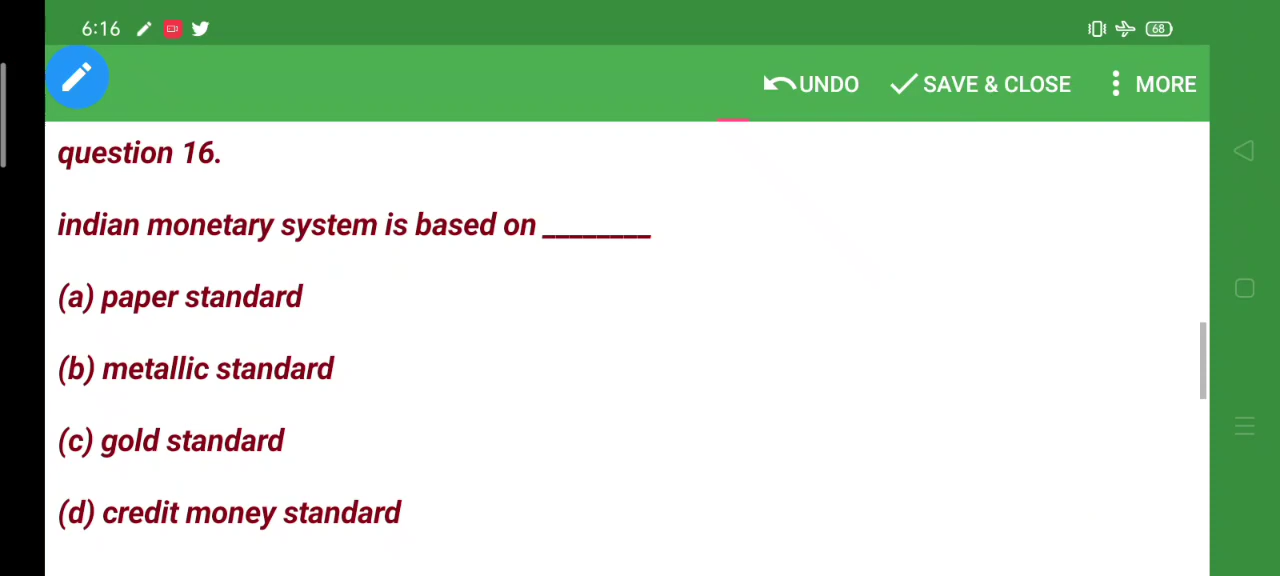 6:16
68
UNDO SAVE & CLOSE MORE
question 16.
indian monetary system is based on ________
(a) paper standard
(b) metallic standard
(c) gold standard
(d) credit money standard